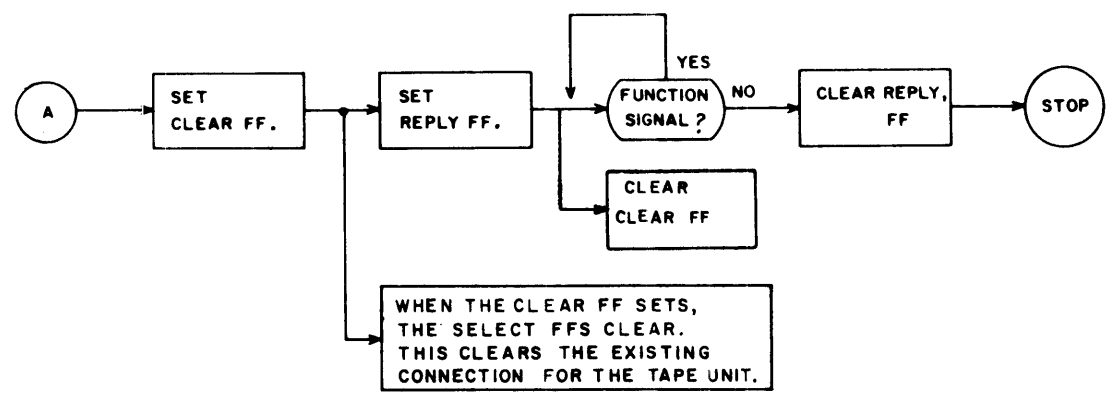 A
SET
CLEAR FF.
SET
REPLY FF.
YES
FUNCTION
SIGNAL?
NO
CLEAR REPLY,
FF
STOP
CLEAR
CLEAR FF
WHEN THE CLEAR FF SETS,
THE SELECT FFS CLEAR.
THIS CLEARS THE EXISTING
CONNECTION FOR THE TAPE UNIT.